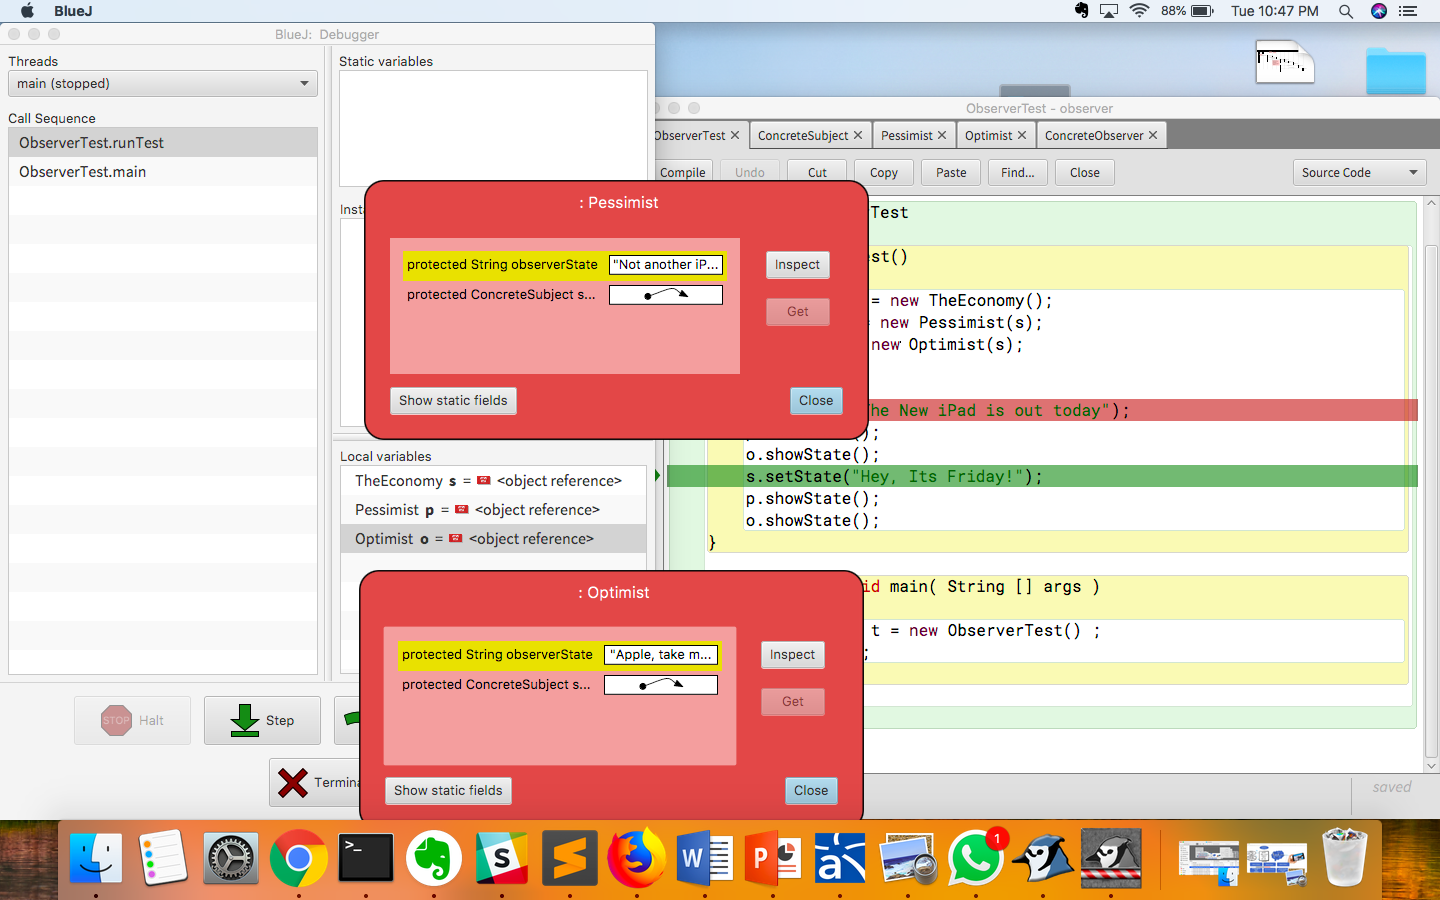 BlueJ
88%
Tue 10:47 PM
BlueJ: Debugger
Threads
main (stopped)
Call Sequence
ObserverTest.runTest
ObserverTest.main
Static variables
Inst
Local variables
TheEconomy s = <object reference>
Pessimist p = <object reference>
Optimist o = <object reference>
STOP Halt
Step
Termina
: Pessimist
protected String observerState "Not another iP...
protected ConcreteSubject s...
Inspect
Get
Show static fields
Close
: Optimist
protected String observerState "Apple, take m...
protected ConcreteSubject s...
Inspect
Get
Show static fields
Close
ObserverTest - observer
ObserverTest ConcreteSubject Pessimist Optimist ConcreteObserver
Compile Undo Cut Copy Paste Find... Close Source Code
Test
st()
= new TheEconomy();
= new Pessimist(s);
new Optimist(s);
The New iPad is out today");
);
o.showState();
s.setState("Hey, Its Friday!");
p.showState();
o.showState();
}
id main( String [] args )
t = new ObserverTest() ;
;
saved
>_
S
W
P
1